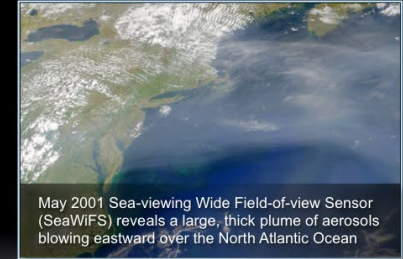 May 2001 Sea-viewing Wide Field-of-view Sensor
(SeaWiFS) reveals a large, thick plume of aerosols
blowing eastward over the North Atlantic Ocean